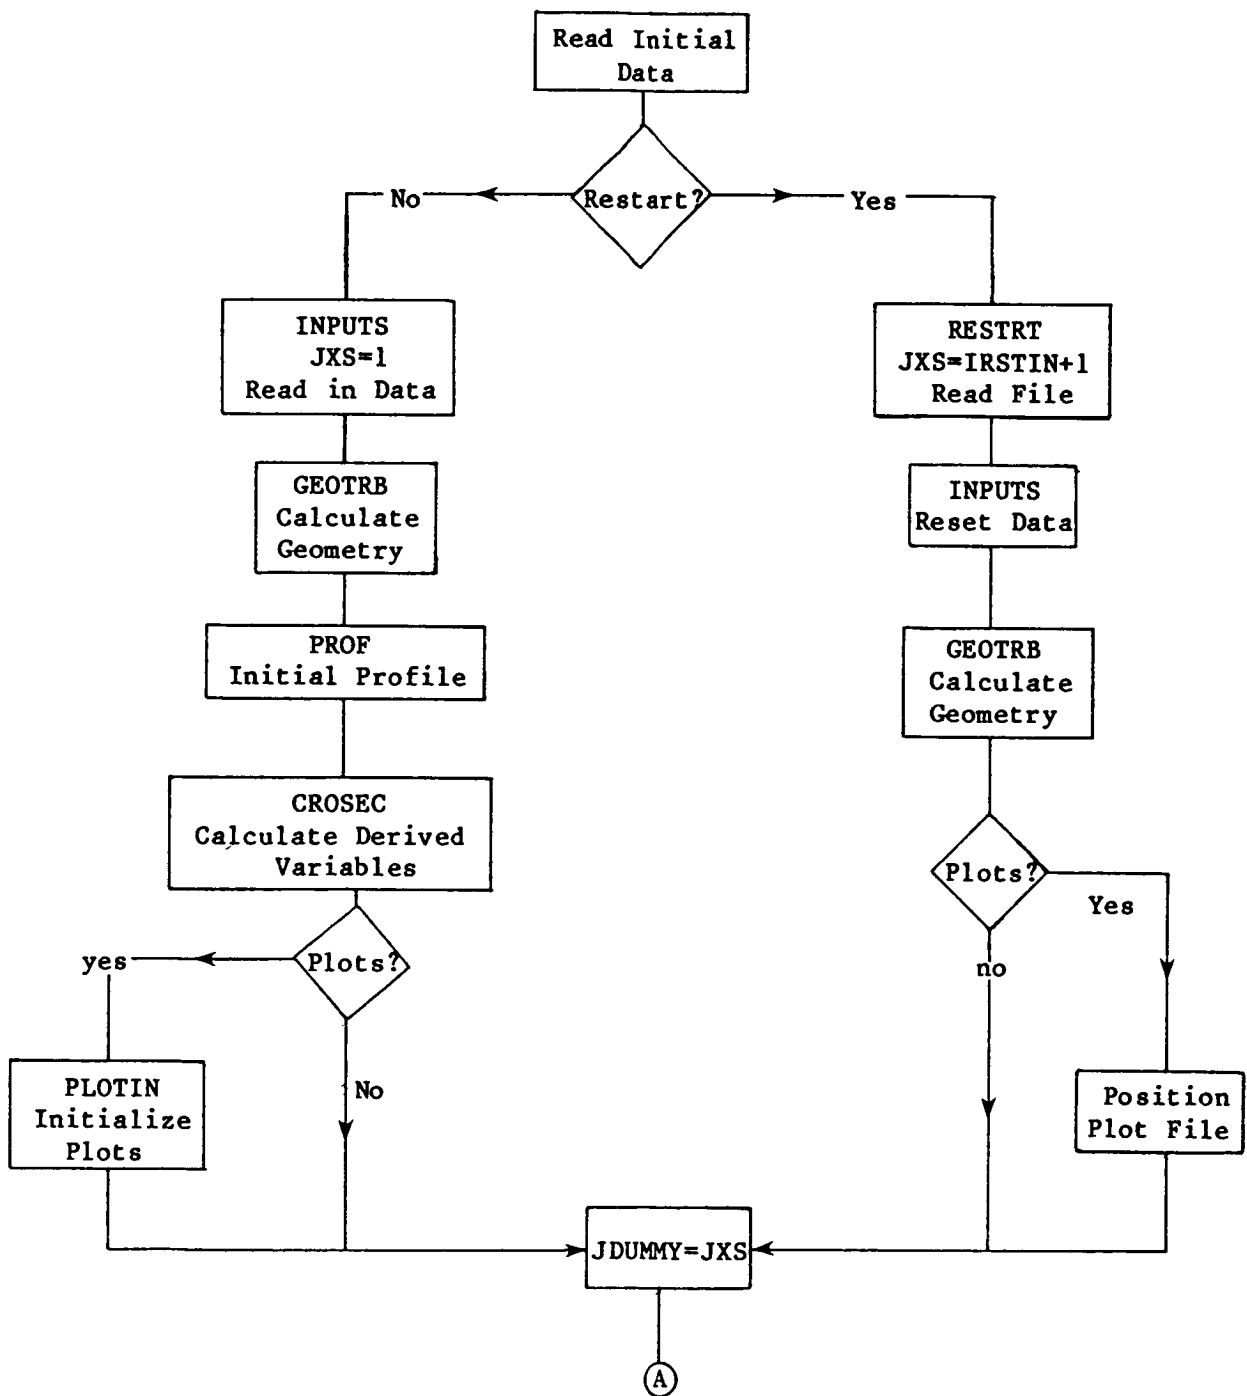 Read Initial
Data
Restart?
No
Yes
INPUTS
JXS=1
Read in Data
GEOTRB
Calculate
Geometry
PROF
Initial Profile
CROSEC
Calculate Derived
Variables
Plots?
yes
No
PLOTIN
Initialize
Plots
RESTRT
JXS=IRSTIN+1
Read File
INPUTS
Reset Data
GEOTRB
Calculate
Geometry
Plots?
Yes
no
Position
Plot File
JDUMMY=JXS
A